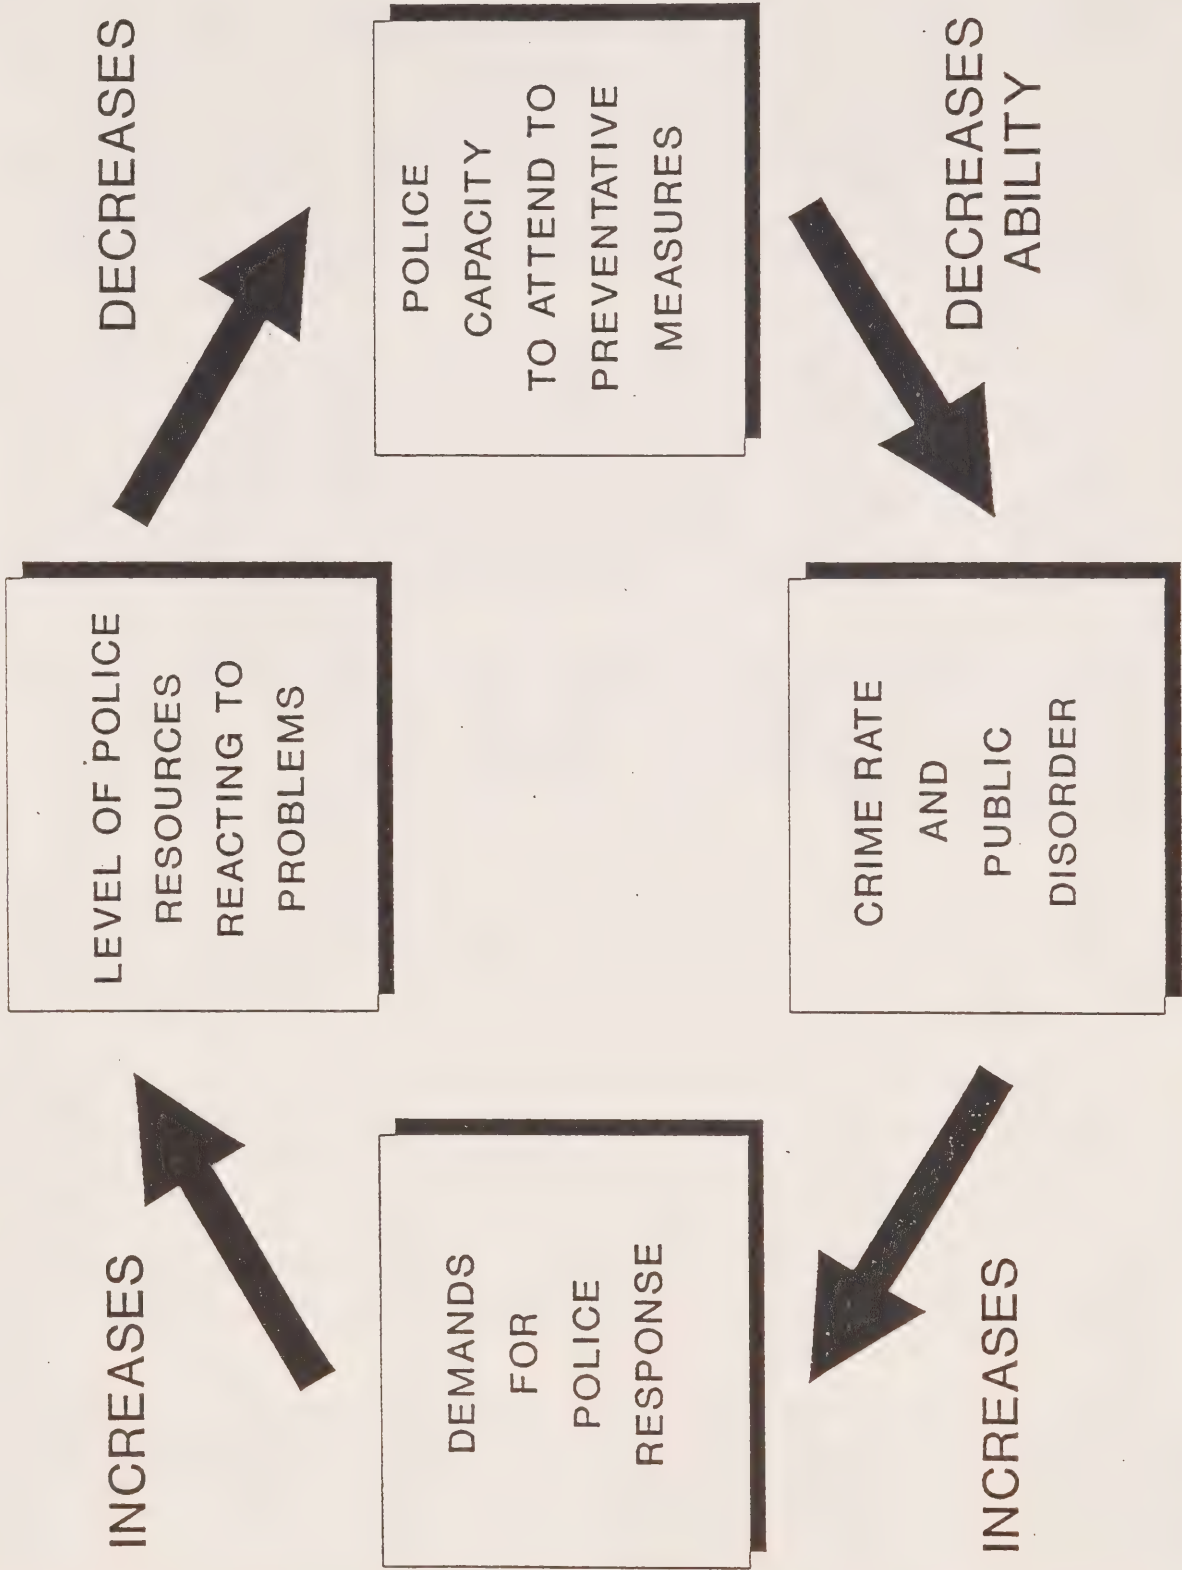 INCREASES
LEVEL OF POLICE
RESOURCES
REACTING TO
PROBLEMS
DECREASES
DEMANDS
FOR
POLICE
RESPONSE
POLICE
CAPACITY
TO ATTEND TO
PREVENTATIVE
MEASURES
INCREASES
CRIME RATE
AND
PUBLIC
DISORDER
DECREASES
ABILITY